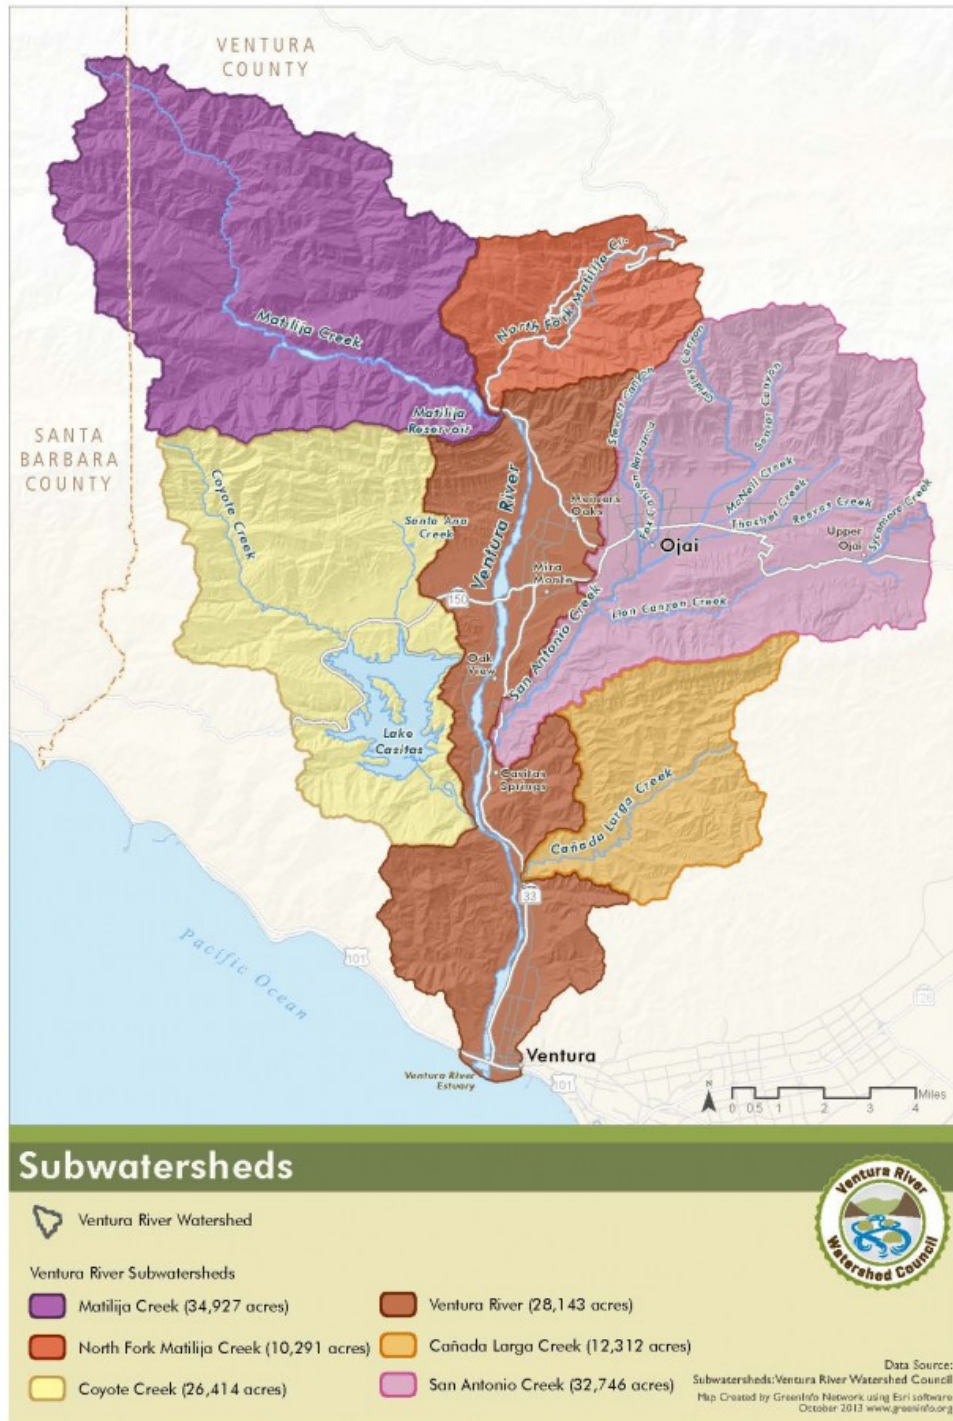 VENTURA
COUNTY
North Fork Matilija Cr.
Matilija Creek
Gridley Canyon
Stewart Canyon
Senior Canyon
Matilija
Reservoir
SANTA
BARBARA
COUNTY
Coyote Creek
Ventura River
Fox Canyon Barranca
McNeill Creek
Thacher Creek
Reeves Creek
Sycamore Creek
Meiners
Oaks
Santa Ana
Creek
Upper
Ojai
Ojai
Mira
Monte
150
Lion Canyon Creek
San Antonio Creek
Oak
View
Lake
Casitas
Casitas
Springs
Cañada Larga Creek
33
Pacific Ocean
101
126
Ventura
Ventura River
Estuary
101
N
Miles
0 0.5 1 2 3 4
Subwatersheds
Ventura River
Watershed Council
Ventura River Watershed
Ventura River Subwatersheds
Matilija Creek (34,927 acres)
North Fork Matilija Creek (10,291 acres)
Coyote Creek (26,414 acres)
Ventura River (28,143 acres)
Cañada Larga Creek (12,312 acres)
San Antonio Creek (32,746 acres)
Data Source:
Subwatersheds: Ventura River Watershed Council
Map Created by GreenInfo Network using Esri software
October 2013 www.greeninfo.org